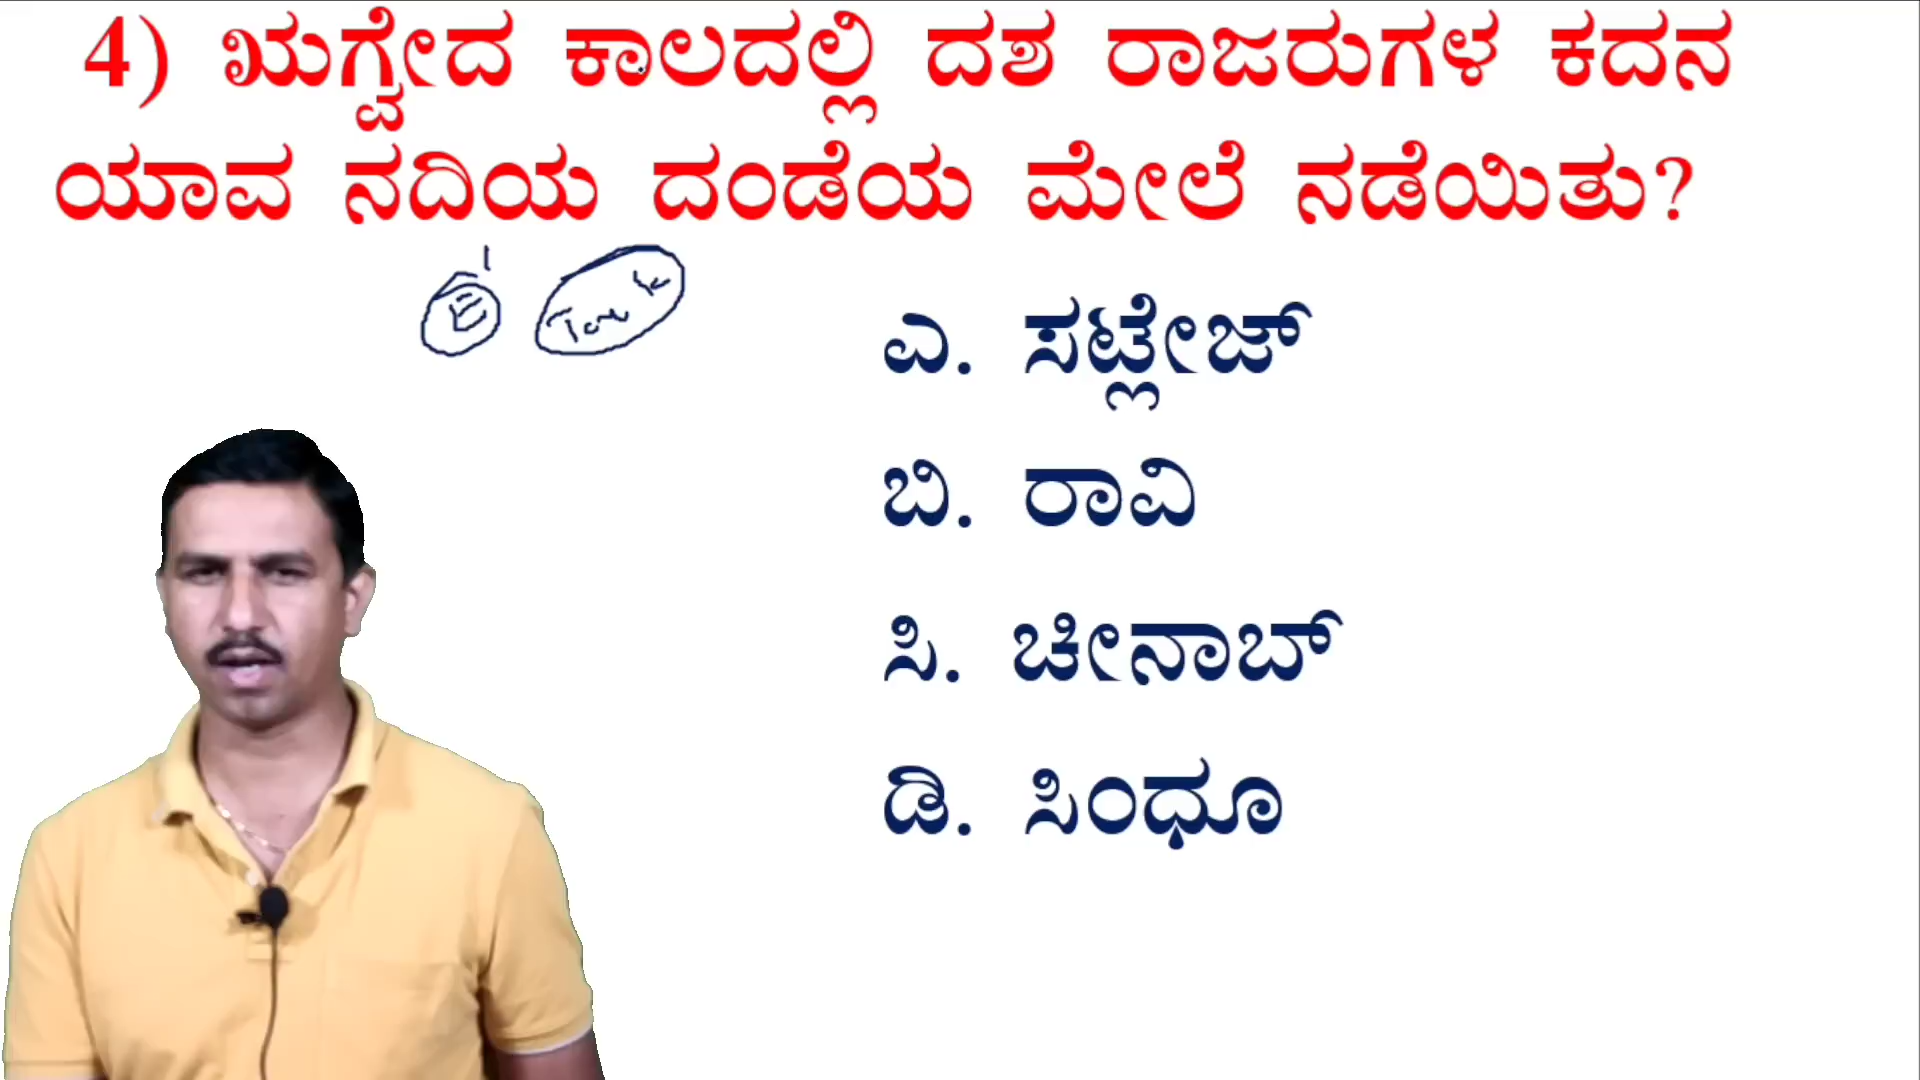 4) ಋಗ್ವೇದ ಕಾಲದಲ್ಲಿ ದಶ ರಾಜರುಗಳ ಕದನ
ಯಾವ ನದಿಯ ದಂಡೆಯ ಮೇಲೆ ನಡೆಯಿತು?
ಎ. ಸಟ್ಲೇಜ್
ಬಿ. ರಾವಿ
ಸಿ. ಚೀನಾಬ್
ಡಿ. ಸಿಂಧೂ